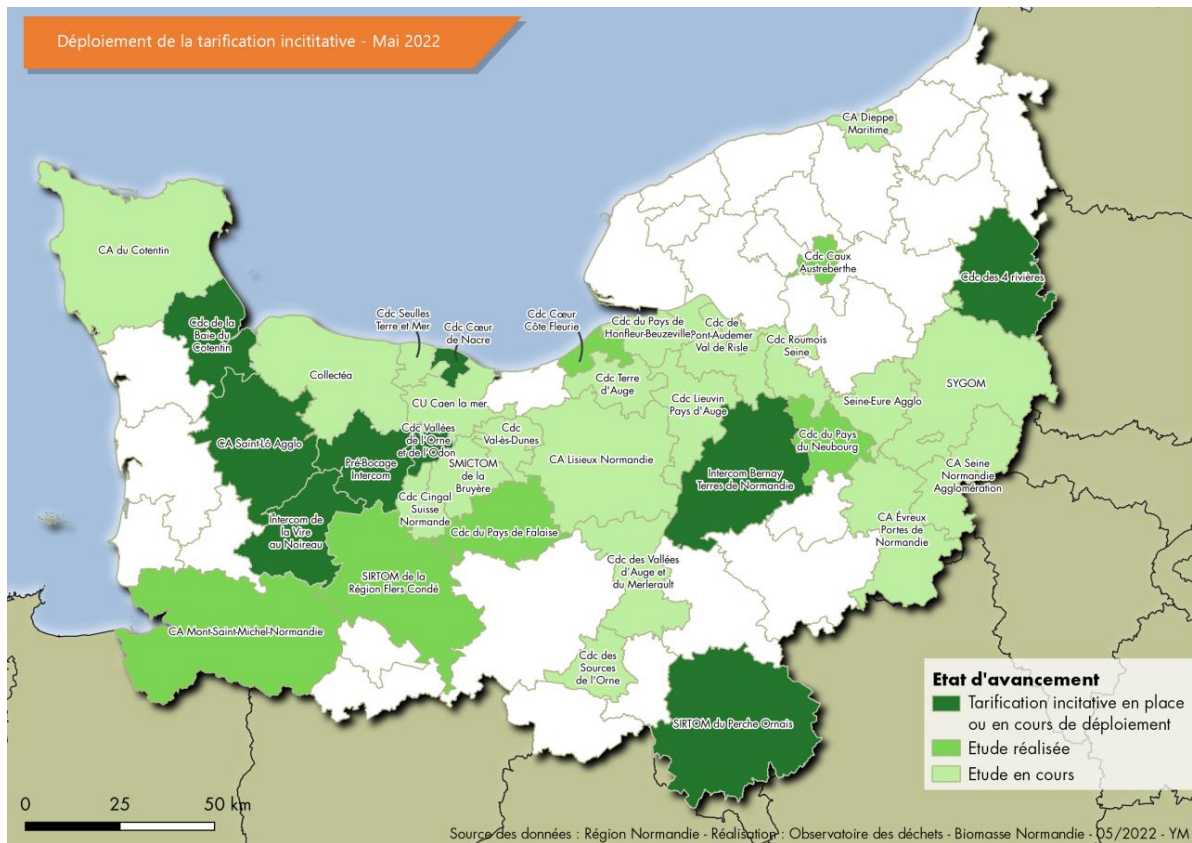 Déploiement de la tarification incititative - Mai 2022
CA Dieppe
Maritime
CA du Cotentin
Cdc Caux
Austreberthe
Cdc des 4 rivières
Cdc de la
Baie du
Cotentin
Cdc Seulles
Terre et Mer
Cdc Cœur
de Nacre
Cdc Cœur
Côte Fleurie
Cdc du Pays de
Honfleur-Beuzeville
Cdc de
Pont-Audemer
Val de Risle
Cdc Roumois
Seine
Collectéa
CU Caen la mer
Cdc Terre
d'Auge
Cdc Lieuvin
Pays d'Auge
Seine-Eure Agglo
SYGOM
CA Saint-Lô Agglo
Pré-Bocage
Intercom
Cdc Vallées
de l'Orne
et de l'Odon
Cdc
Val-ès-Dunes
SMICTOM
de la
Bruyère
CA Lisieux Normandie
Intercom Bernay
Terres de Normandie
Cdc du Pays
du Neubourg
CA Seine
Normandie
Agglomération
Cdc Cingal
Suisse
Normande
Intercom de
la Vire
au Noireau
Cdc du Pays de Falaise
CA Évreux
Portes de
Normandie
SIRTOM de la
Région Flers Condé
Cdc des Vallées
d'Auge et
du Merlerault
CA Mont-Saint-Michel-Normandie
Cdc des
Sources
de l'Orne
SIRTOM du Perche Ornais
Etat d'avancement
Tarification incitative en place
ou en cours de déploiement
Etude réalisée
Etude en cours
0 25 50 km
Source des données : Région Normandie - Réalisation : Observatoire des déchets - Biomasse Normandie - 05/2022 - YM